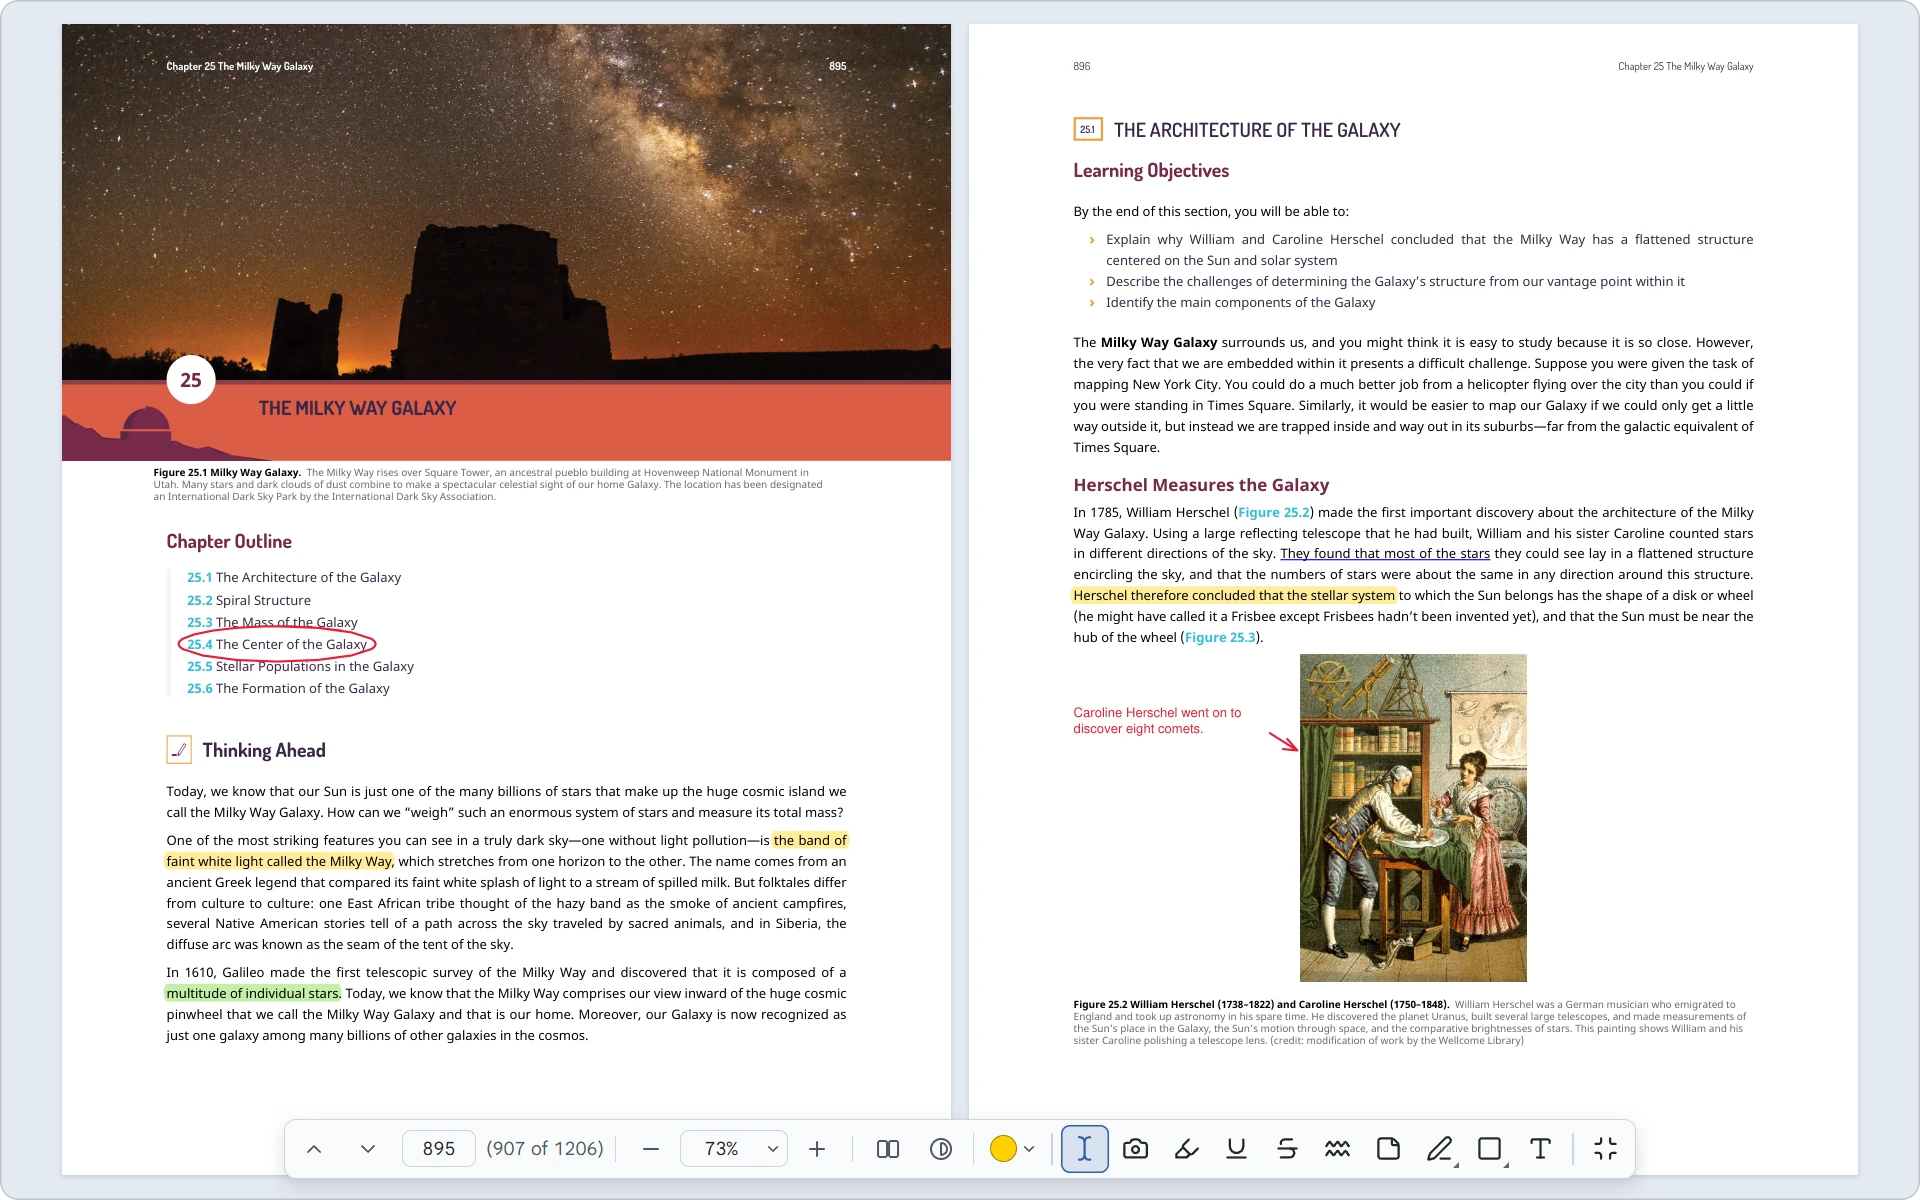 Chapter 25 The Milky Way Galaxy
895
25
THE MILKY WAY GALAXY
Figure 25.1 Milky Way Galaxy. The Milky Way rises over Square Tower, an ancestral pueblo building at Hovenweep National Monument in
Utah. Many stars and dark clouds of dust combine to make a spectacular celestial sight of our home Galaxy. The location has been designated
an International Dark Sky Park by the International Dark Sky Association.
Chapter Outline
25.1 The Architecture of the Galaxy
25.2 Spiral Structure
25.3 The Mass of the Galaxy
25.4 The Center of the Galaxy
25.5 Stellar Populations in the Galaxy
25.6 The Formation of the Galaxy
Thinking Ahead
Today, we know that our Sun is just one of the many billions of stars that make up the huge cosmic island we
call the Milky Way Galaxy. How can we “weigh” such an enormous system of stars and measure its total mass?
One of the most striking features you can see in a truly dark sky—one without light pollution—is the band of
faint white light called the Milky Way, which stretches from one horizon to the other. The name comes from an
ancient Greek legend that compared its faint white splash of light to a stream of spilled milk. But folktales differ
from culture to culture: one East African tribe thought of the hazy band as the smoke of ancient campfires,
several Native American stories tell of a path across the sky traveled by sacred animals, and in Siberia, the
diffuse arc was known as the seam of the tent of the sky.
In 1610, Galileo made the first telescopic survey of the Milky Way and discovered that it is composed of a
multitude of individual stars. Today, we know that the Milky Way comprises our view inward of the huge cosmic
pinwheel that we call the Milky Way Galaxy and that is our home. Moreover, our Galaxy is now recognized as
just one galaxy among many billions of other galaxies in the cosmos.
896
Chapter 25 The Milky Way Galaxy
25.1 THE ARCHITECTURE OF THE GALAXY
Learning Objectives
By the end of this section, you will be able to:
› Explain why William and Caroline Herschel concluded that the Milky Way has a flattened structure
centered on the Sun and solar system
› Describe the challenges of determining the Galaxy’s structure from our vantage point within it
› Identify the main components of the Galaxy
The Milky Way Galaxy surrounds us, and you might think it is easy to study because it is so close. However,
the very fact that we are embedded within it presents a difficult challenge. Suppose you were given the task of
mapping New York City. You could do a much better job from a helicopter flying over the city than you could if
you were standing in Times Square. Similarly, it would be easier to map our Galaxy if we could only get a little
way outside it, but instead we are trapped inside and way out in its suburbs—far from the galactic equivalent of
Times Square.
Herschel Measures the Galaxy
In 1785, William Herschel (Figure 25.2) made the first important discovery about the architecture of the Milky
Way Galaxy. Using a large reflecting telescope that he had built, William and his sister Caroline counted stars
in different directions of the sky. They found that most of the stars they could see lay in a flattened structure
encircling the sky, and that the numbers of stars were about the same in any direction around this structure.
Herschel therefore concluded that the stellar system to which the Sun belongs has the shape of a disk or wheel
(he might have called it a Frisbee except Frisbees hadn’t been invented yet), and that the Sun must be near the
hub of the wheel (Figure 25.3).
Caroline Herschel went on to
discover eight comets.
Figure 25.2 William Herschel (1738–1822) and Caroline Herschel (1750–1848). William Herschel was a German musician who emigrated to
England and took up astronomy in his spare time. He discovered the planet Uranus, built several large telescopes, and made measurements of
the Sun’s place in the Galaxy, the Sun’s motion through space, and the comparative brightnesses of stars. This painting shows William and his
sister Caroline polishing a telescope lens. (credit: modification of work by the Wellcome Library)
895 (907 of 1206) 73%